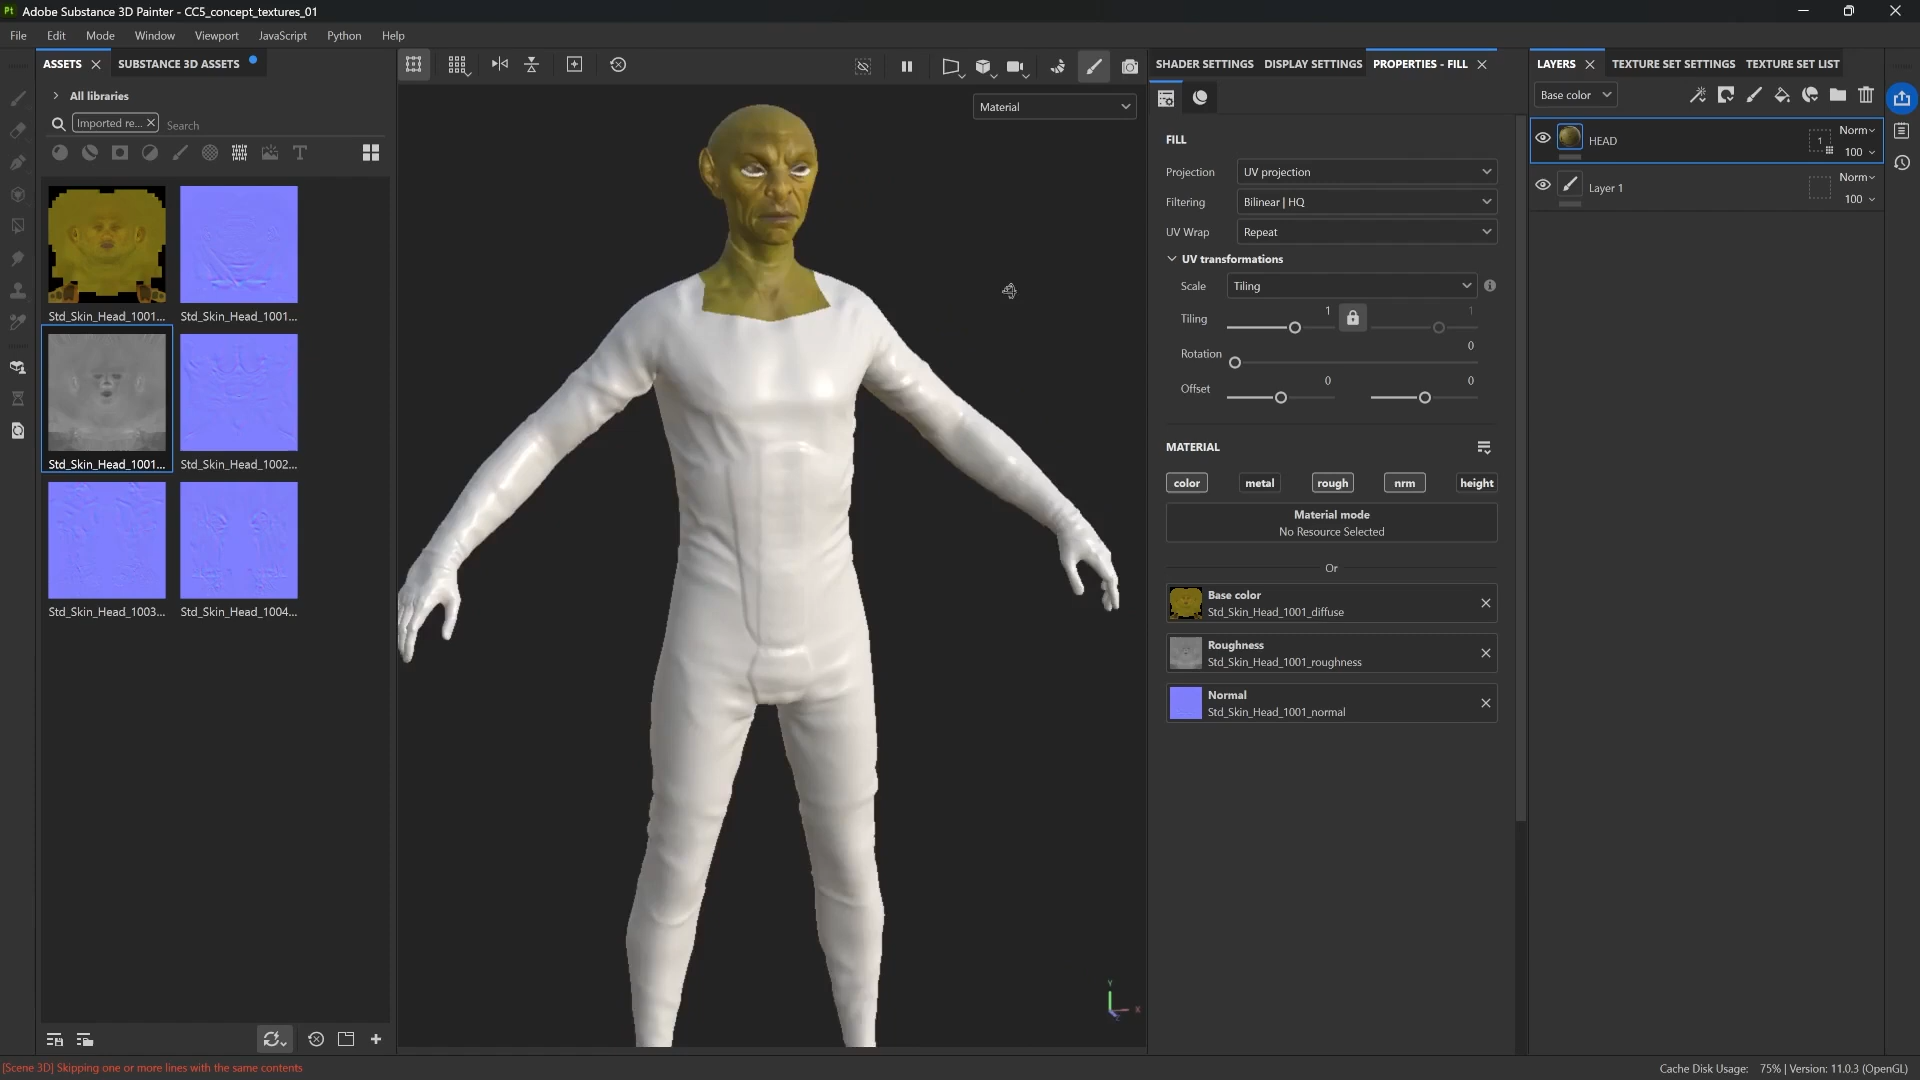 Pt Adobe Substance 3D Painter - CC5_concept_textures_01
File Edit Mode Window Viewport JavaScript Python Help
ASSETS
SUBSTANCE 3D ASSETS
All libraries
Imported re...
Search
Std_Skin_Head_1001...
Std_Skin_Head_1001...
Std_Skin_Head_1001...
Std_Skin_Head_1002...
Std_Skin_Head_1003...
Std_Skin_Head_1004...
Material
Y
X
SHADER SETTINGS
DISPLAY SETTINGS
PROPERTIES - FILL
FILL
Projection
UV projection
Filtering
Bilinear | HQ
UV Wrap
Repeat
UV transformations
Scale
Tiling
Tiling
1
1
Rotation
0
Offset
0
0
MATERIAL
color
metal
rough
nrm
height
Material mode
No Resource Selected
Or
Base color
Std_Skin_Head_1001_diffuse
Roughness
Std_Skin_Head_1001_roughness
Normal
Std_Skin_Head_1001_normal
LAYERS
TEXTURE SET SETTINGS
TEXTURE SET LIST
Base color
HEAD
1
Norm
100
Layer 1
Norm
100
[Scene 3D] Skipping one or more lines with the same contents
Cache Disk Usage: 75% | Version: 11.0.3 (OpenGL)